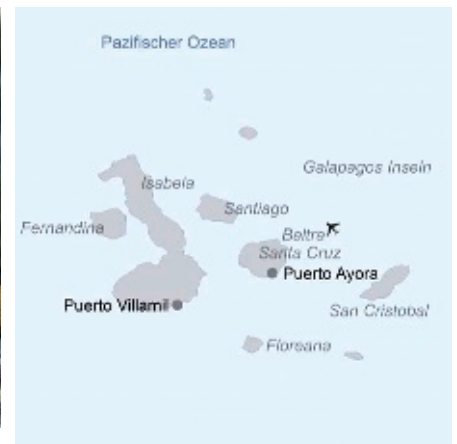 Pazifischer Ozean
Galapagos Inseln
Isabela
Santiago
Fernandina
Baltra
Santa Cruz
Puerto Ayora
Puerto Villamil
San Cristobal
Floreana